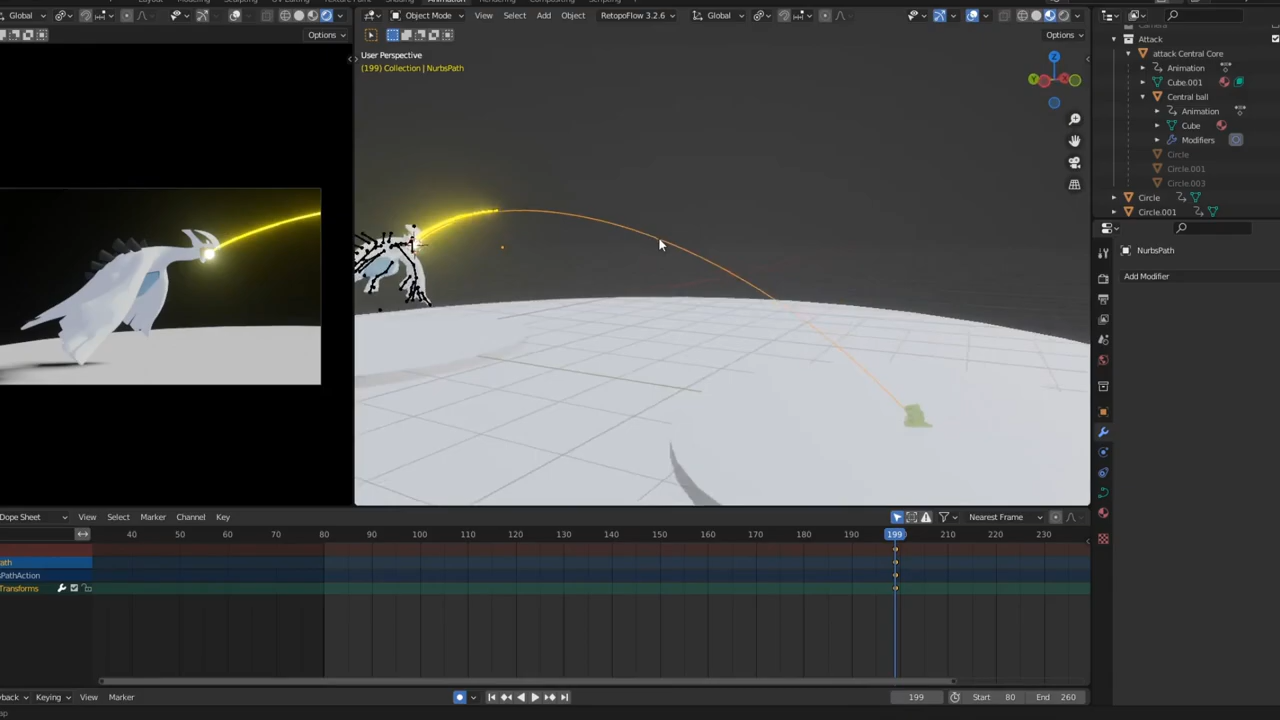 Global
Object Mode
View
Select
Add
Object
RetopoFlow 3.2.6
Global
Options
Options
User Perspective
(199) Collection | NurbsPath
Z
Y
X
Attack
attack Central Core
Animation
Cube.001
Central ball
Animation
Cube
Modifiers
Circle
Circle.001
Circle.003
Circle
Circle.001
NurbsPath
Add Modifier
Dope Sheet
View
Select
Marker
Channel
Key
Nearest Frame
40
50
60
70
80
90
100
110
120
130
140
150
160
170
180
190
199
210
220
230
ath
sPathAction
Transforms
yback
Keying
View
Marker
199
Start
80
End
260